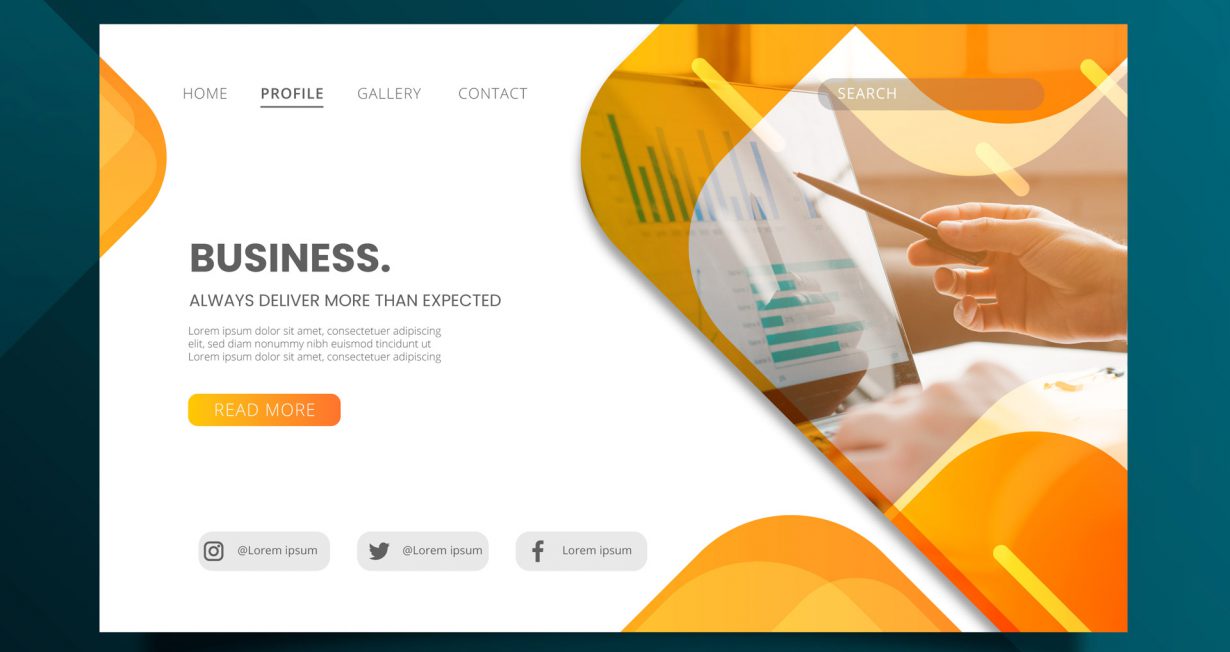 HOME PROFILE GALLERY CONTACT SEARCH
BUSINESS.
ALWAYS DELIVER MORE THAN EXPECTED
Lorem ipsum dolor sit amet, consectetuer adipiscing
elit, sed diam nonummy nibh euismod tincidunt ut
Lorem ipsum dolor sit amet, consectetuer adipiscing
READ MORE
@Lorem ipsum @Lorem ipsum Lorem ipsum